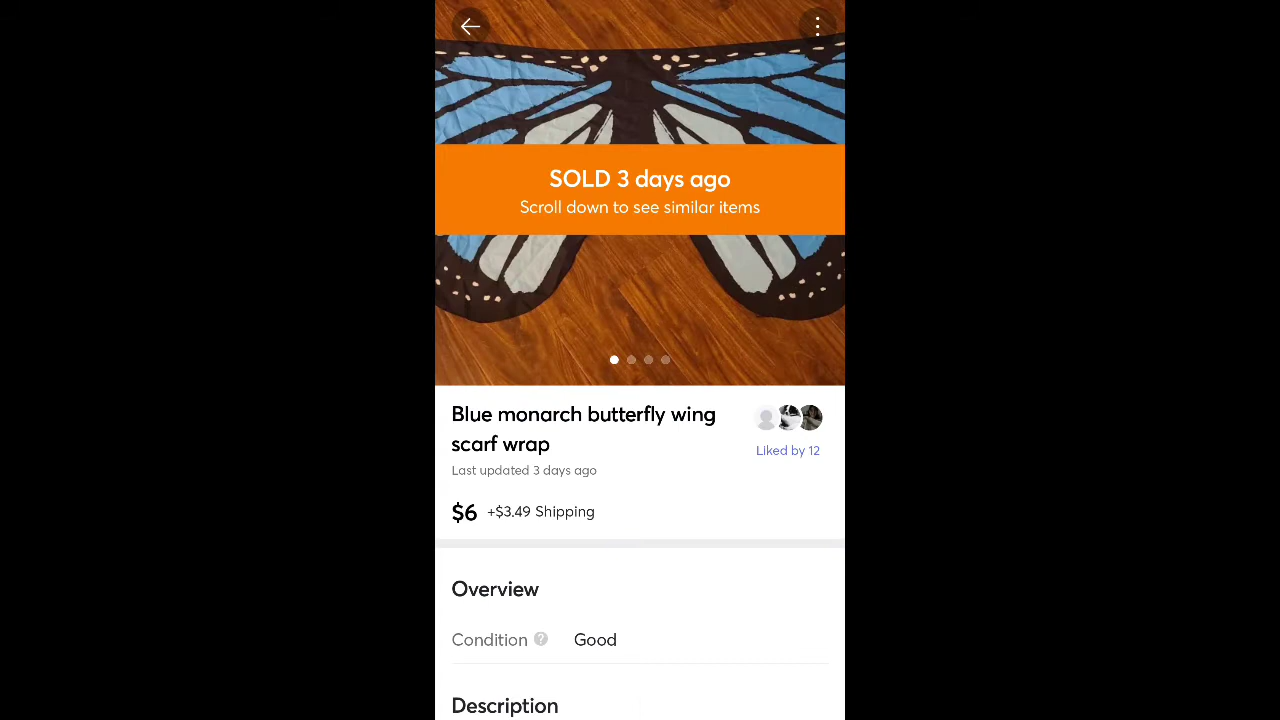 SOLD 3 days ago
Scroll down to see similar items
Blue monarch butterfly wing
scarf wrap
Liked by 12
Last updated 3 days ago
$6 +$3.49 Shipping
Overview
Condition ? Good
Description